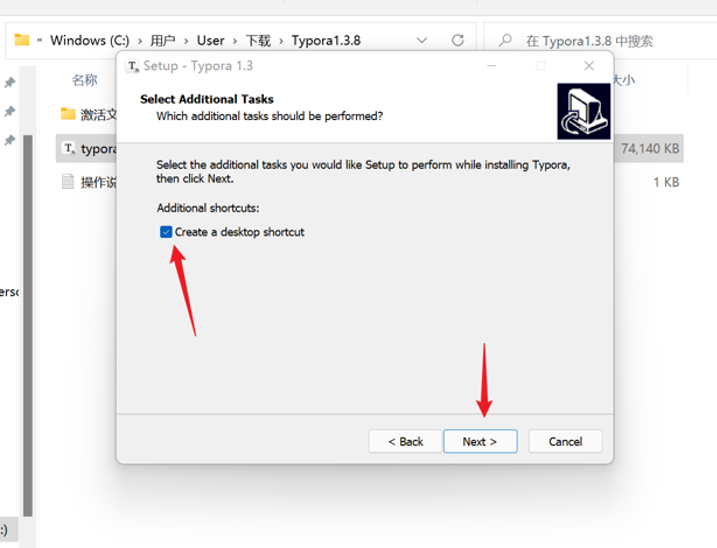 « Windows (C:) › 用户 › User › 下载 › Typora1.3.8
在 Typora1.3.8 中搜索
名称
大小
Setup - Typora 1.3
Select Additional Tasks
Which additional tasks should be performed?
激活文
typora
74,140 KB
操作说
1 KB
Select the additional tasks you would like Setup to perform while installing Typora,
then click Next.
Additional shortcuts:
Create a desktop shortcut
< Back
Next >
Cancel
:)